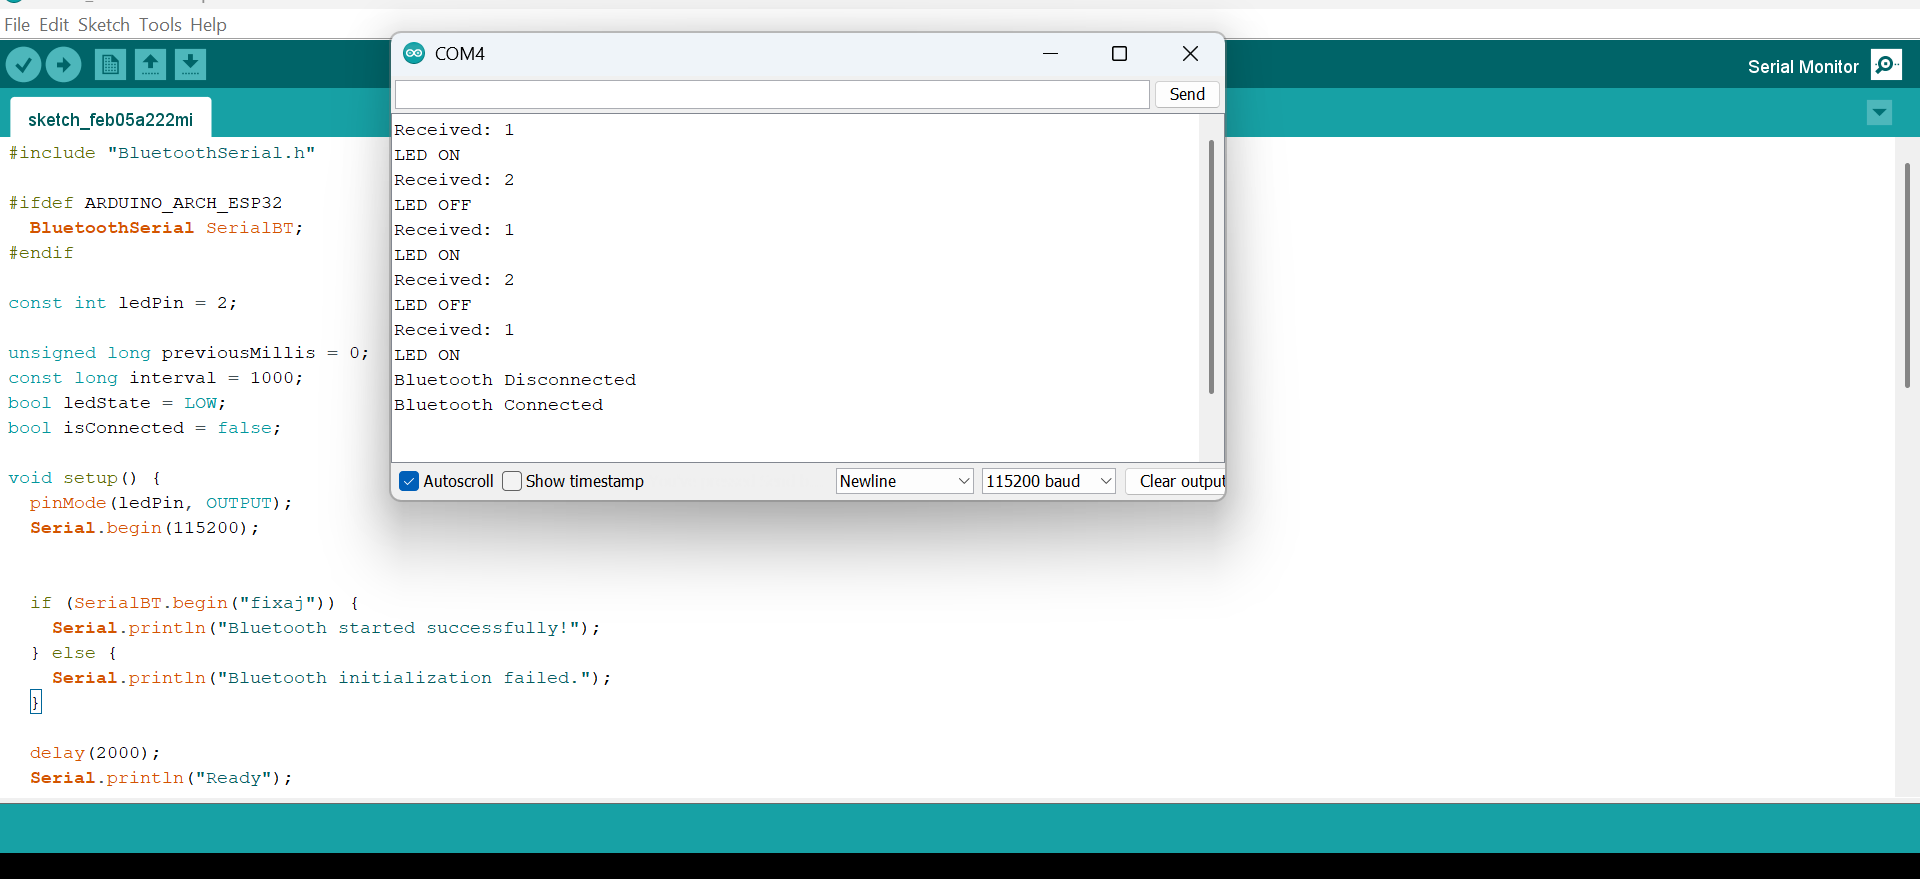 File Edit Sketch Tools Help
Serial Monitor
sketch_feb05a222mi
#include "BluetoothSerial.h"
#ifdef ARDUINO_ARCH_ESP32
BluetoothSerial SerialBT;
#endif
const int ledPin = 2;
unsigned long previousMillis = 0;
const long interval = 1000;
bool ledState = LOW;
bool isConnected = false;
void setup() {
pinMode(ledPin, OUTPUT);
Serial.begin(115200);
if (SerialBT.begin("fixaj")) {
Serial.println("Bluetooth started successfully!");
} else {
Serial.println("Bluetooth initialization failed.");
}
delay(2000);
Serial.println("Ready");
COM4
Send
Received: 1
LED ON
Received: 2
LED OFF
Received: 1
LED ON
Received: 2
LED OFF
Received: 1
LED ON
Bluetooth Disconnected
Bluetooth Connected
Autoscroll Show timestamp Newline 115200 baud Clear output